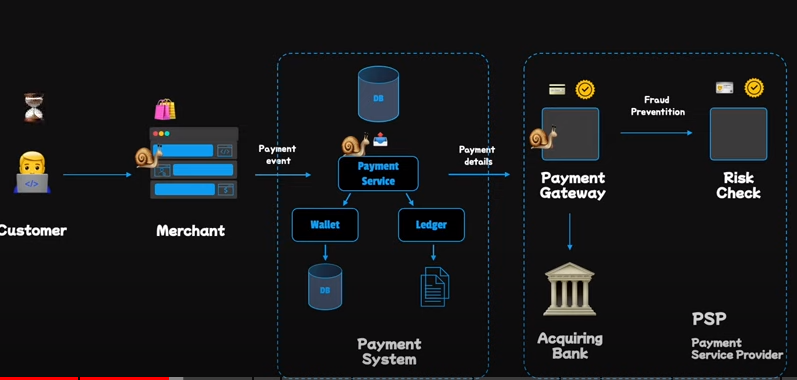 DB
Payment
event
Payment
details
Fraud
Prevention
Payment
Service
Payment
Gateway
Risk
Check
Wallet
Ledger
Customer
Merchant
DB
PSP
Payment
System
Acquiring
Bank
Payment
Service Provider